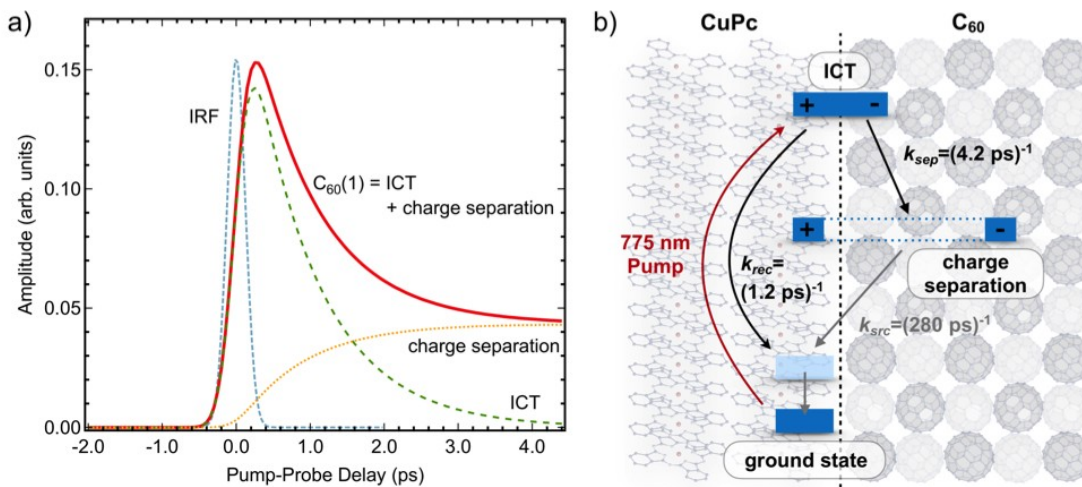 a)
Amplitude (arb. units)
0.15
0.10
0.05
0.00
-2.0
-1.0
0.0
1.0
2.0
3.0
4.0
Pump-Probe Delay (ps)
IRF
C₆₀(1) = ICT
+ charge separation
charge separation
ICT
b)
CuPc
C₆₀
ICT
+
-
k_sep=(4.2 ps)⁻¹
775 nm
Pump
k_rec=
(1.2 ps)⁻¹
+
-
charge
separation
k_src=(280 ps)⁻¹
ground state